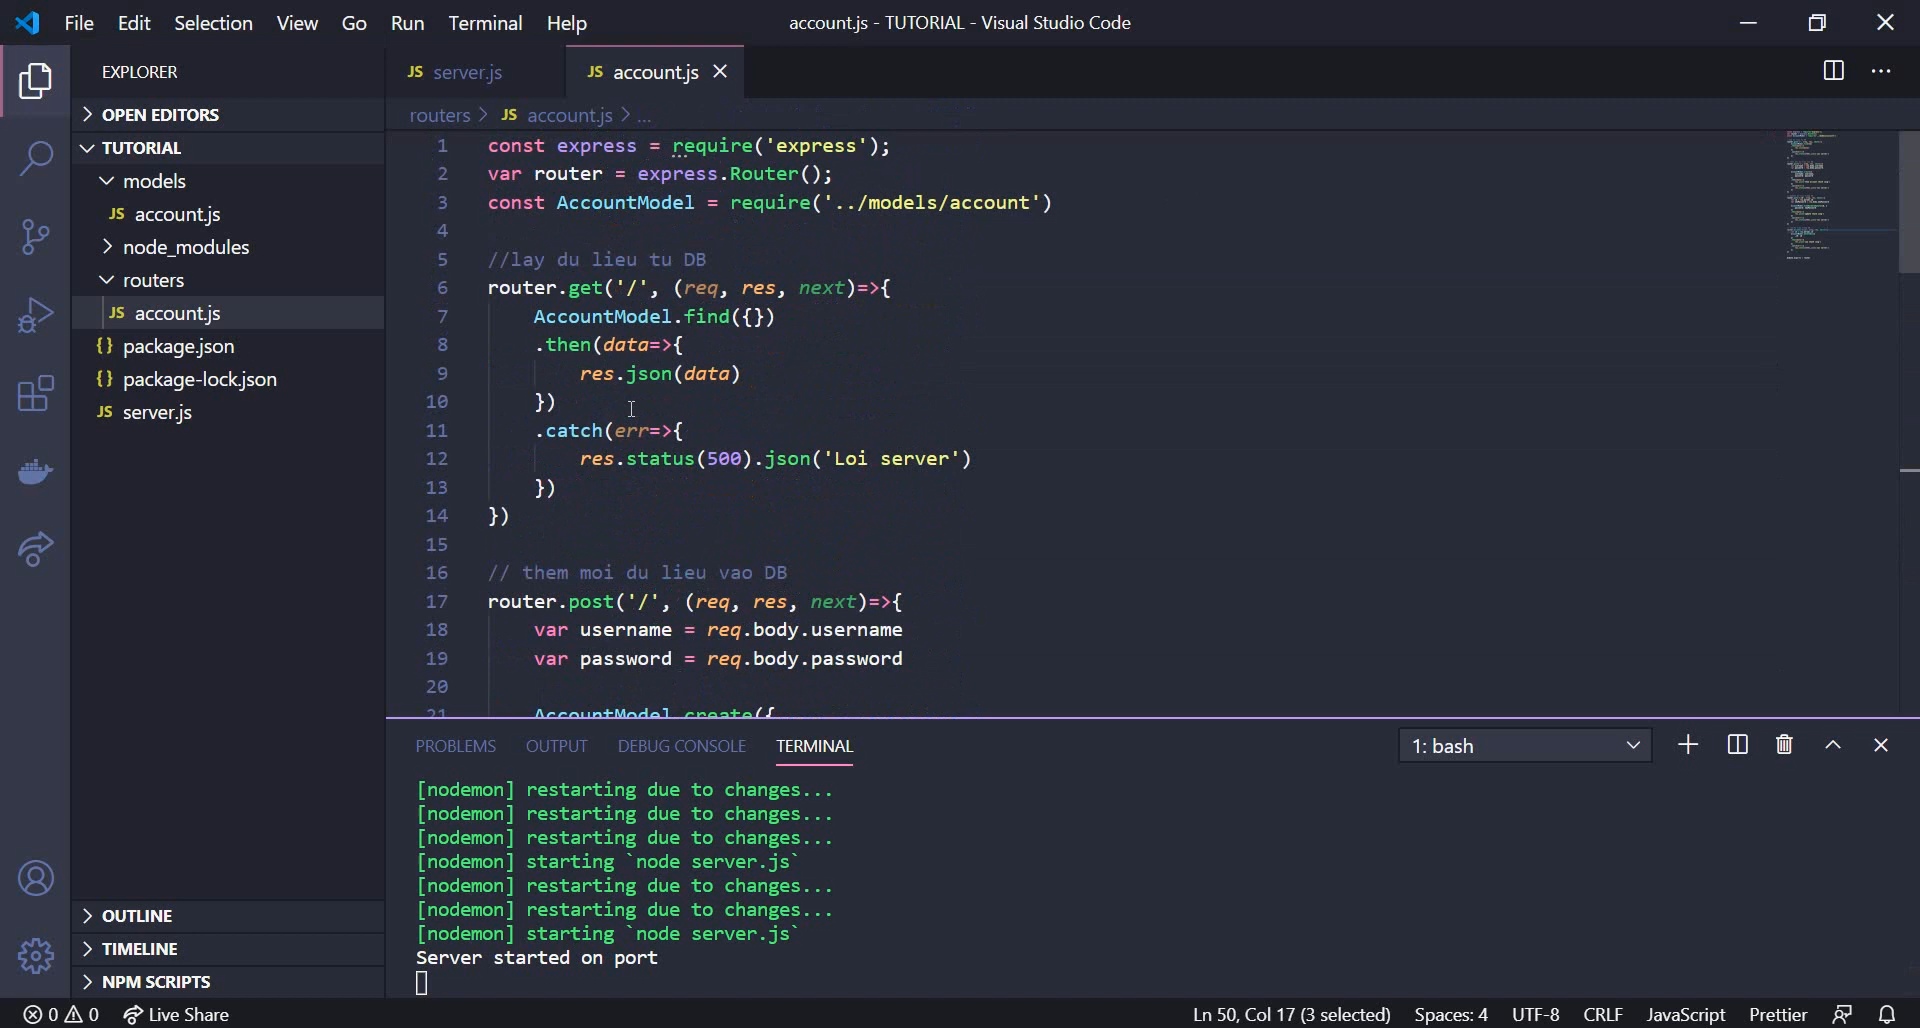 File Edit Selection View Go Run Terminal Help
account.js - TUTORIAL - Visual Studio Code
EXPLORER
OPEN EDITORS
TUTORIAL
models
JS account.js
node_modules
routers
JS account.js
{} package.json
{} package-lock.json
JS server.js
OUTLINE
TIMELINE
NPM SCRIPTS
JS server.js
JS account.js
routers > JS account.js > ...
1 const express = require('express');
2 var router = express.Router();
3 const AccountModel = require('../models/account')
4
5 //lay du lieu tu DB
6 router.get('/', (req, res, next)=>{
7 AccountModel.find({})
8 .then(data=>{
9 res.json(data)
10 })
11 .catch(err=>{
12 res.status(500).json('Loi server')
13 })
14 })
15
16 // them moi du lieu vao DB
17 router.post('/', (req, res, next)=>{
18 var username = req.body.username
19 var password = req.body.password
20
21 AccountModel.create({
PROBLEMS OUTPUT DEBUG CONSOLE TERMINAL
1: bash
[nodemon] restarting due to changes...
[nodemon] restarting due to changes...
[nodemon] restarting due to changes...
[nodemon] starting `node server.js`
[nodemon] restarting due to changes...
[nodemon] restarting due to changes...
[nodemon] starting `node server.js`
Server started on port
0 0 Live Share
Ln 50, Col 17 (3 selected) Spaces: 4 UTF-8 CRLF JavaScript Prettier